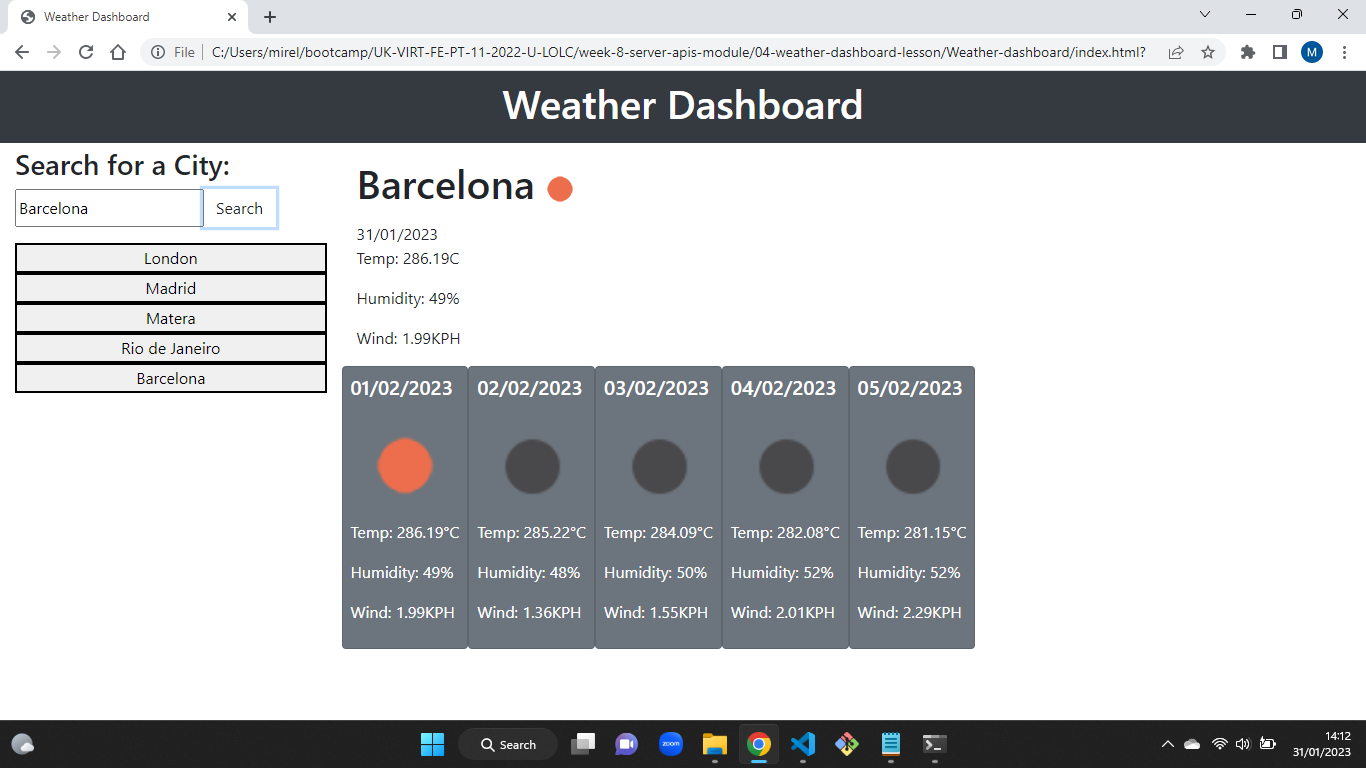 Weather Dashboard
File
C:/Users/mirel/bootcamp/UK-VIRT-FE-PT-11-2022-U-LOLC/week-8-server-apis-module/04-weather-dashboard-lesson/Weather-dashboard/index.html?
M
Weather Dashboard
Search for a City:
Barcelona
Search
London
Madrid
Matera
Rio de Janeiro
Barcelona
Barcelona
31/01/2023
Temp: 286.19C
Humidity: 49%
Wind: 1.99KPH
01/02/2023
Temp: 286.19°C
Humidity: 49%
Wind: 1.99KPH
02/02/2023
Temp: 285.22°C
Humidity: 48%
Wind: 1.36KPH
03/02/2023
Temp: 284.09°C
Humidity: 50%
Wind: 1.55KPH
04/02/2023
Temp: 282.08°C
Humidity: 52%
Wind: 2.01KPH
05/02/2023
Temp: 281.15°C
Humidity: 52%
Wind: 2.29KPH
Search
zoom
14:12
31/01/2023